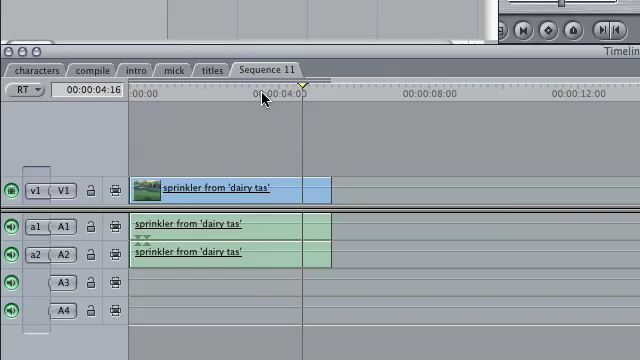 Timelin
characters compile intro mick titles Sequence 11
RT 00:00:04:16 :00:00 00:00:04:00 00:00:08:00 00:00:12:00
v1 V1 sprinkler from 'dairy tas'
a1 A1 sprinkler from 'dairy tas'
a2 A2 sprinkler from 'dairy tas'
A3
A4